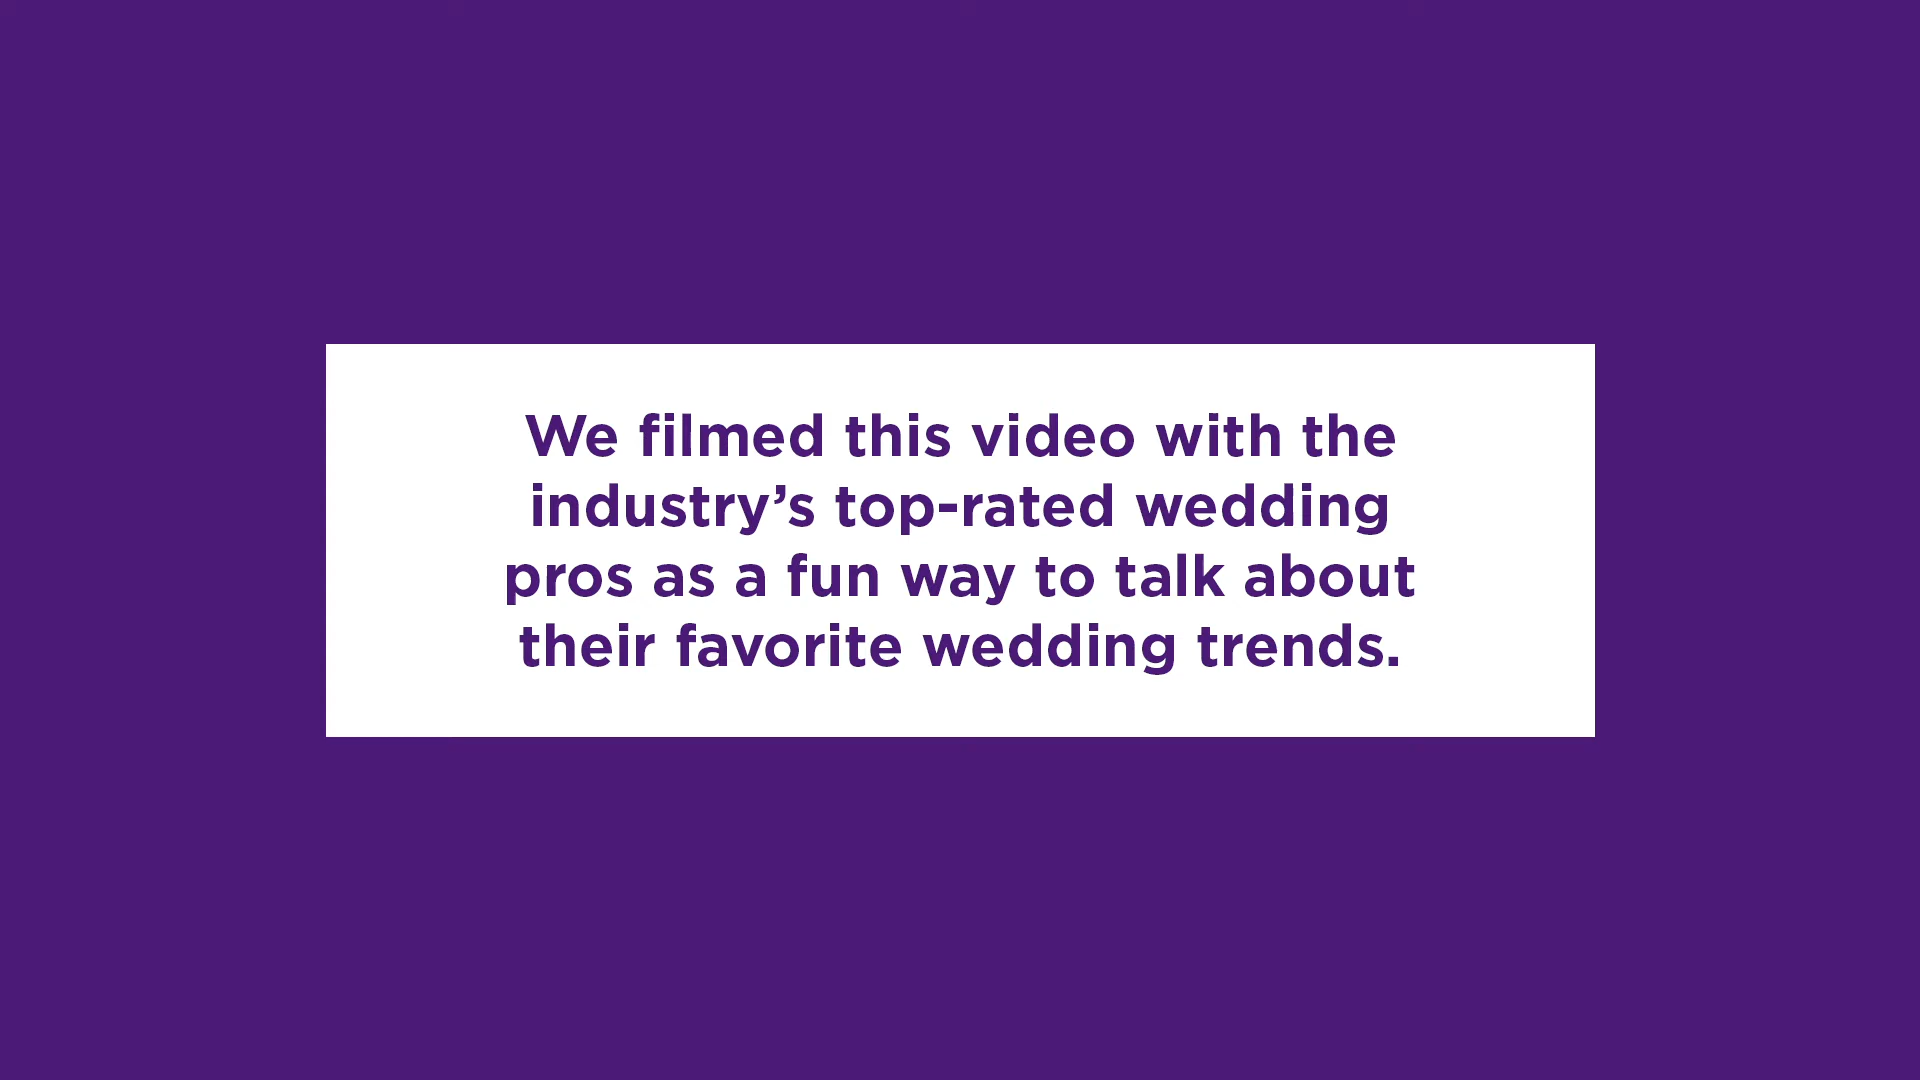 We filmed this video with the
industry’s top-rated wedding
pros as a fun way to talk about
their favorite wedding trends.